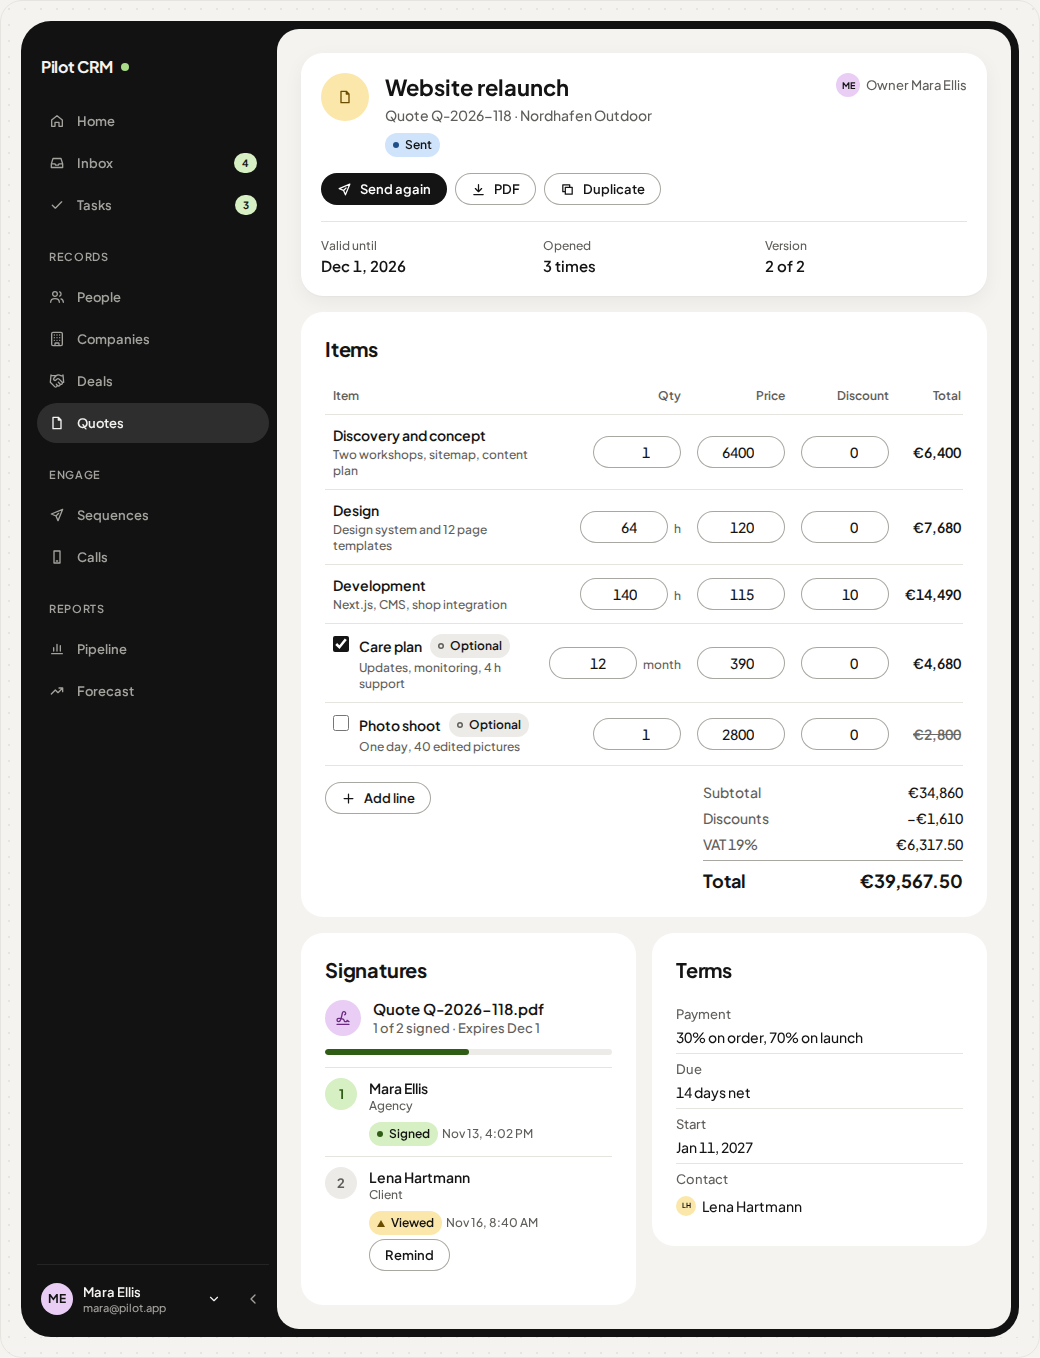 Pilot CRM
Home
Inbox 4
Tasks 3
RECORDS
People
Companies
Deals
Quotes
ENGAGE
Sequences
Calls
REPORTS
Pipeline
Forecast
ME Mara Ellis
mara@pilot.app
Website relaunch
Quote Q-2026-118 · Nordhafen Outdoor
Sent
ME Owner Mara Ellis
Send again PDF Duplicate
Valid until Opened Version
Dec 1, 2026 3 times 2 of 2
Items
Item Qty Price Discount Total
Discovery and concept
Two workshops, sitemap, content
plan
1 6400 0 €6,400
Design
Design system and 12 page
templates
64 h 120 0 €7,680
Development
Next.js, CMS, shop integration
140 h 115 10 €14,490
Care plan Optional
Updates, monitoring, 4 h
support
12 month 390 0 €4,680
Photo shoot Optional
One day, 40 edited pictures
1 2800 0 €2,800
Add line
Subtotal €34,860
Discounts −€1,610
VAT 19% €6,317.50
Total €39,567.50
Signatures
Quote Q-2026-118.pdf
1 of 2 signed · Expires Dec 1
1 Mara Ellis
Agency
Signed Nov 13, 4:02 PM
2 Lena Hartmann
Client
Viewed Nov 16, 8:40 AM
Remind
Terms
Payment
30% on order, 70% on launch
Due
14 days net
Start
Jan 11, 2027
Contact
LH Lena Hartmann